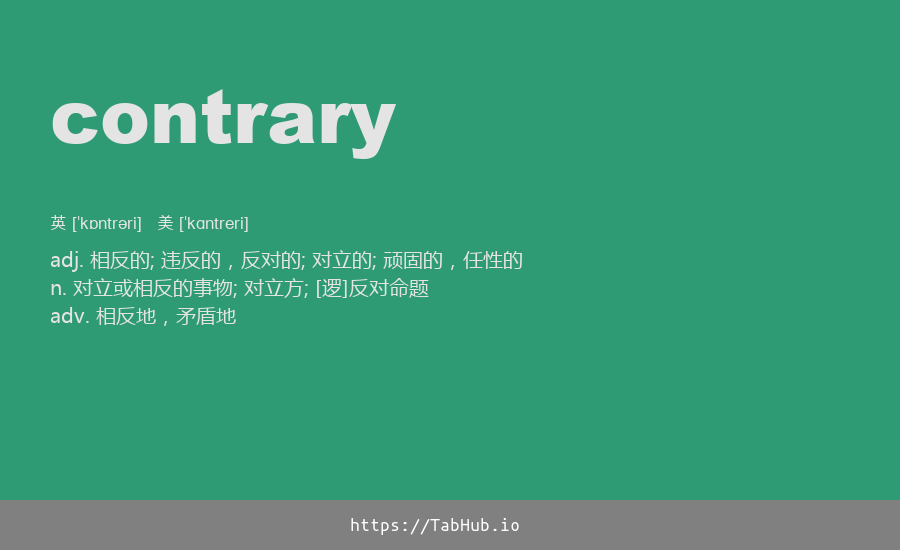 contrary
英 [ˈkɒntrəri] 美 [ˈkɑntreri]
adj. 相反的; 违反的，反对的; 对立的; 顽固的，任性的
n. 对立或相反的事物; 对立方; [逻]反对命题
adv. 相反地，矛盾地
https://TabHub.io